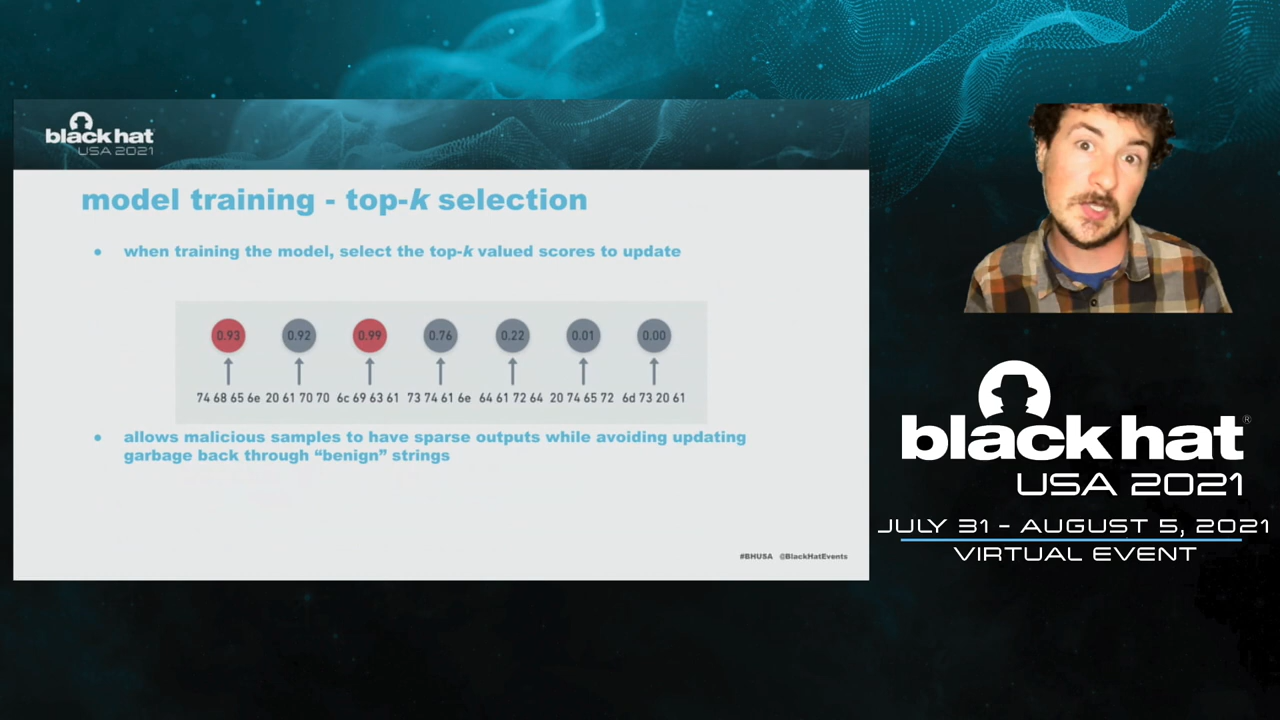 black hat
USA 2021
model training - top-k selection
• when training the model, select the top-k valued scores to update
0.93 0.92 0.99 0.76 0.22 0.01 0.00
74 68 65 6e 20 61 70 70 6c 69 63 61 73 74 61 6e 64 61 72 64 20 74 65 72 6d 73 20 61
• allows malicious samples to have sparse outputs while avoiding updating
garbage back through “benign” strings
#BHUSA @BlackHatEvents
black hat®
USA 2021
JULY 31 - AUGUST 5, 2021
VIRTUAL EVENT